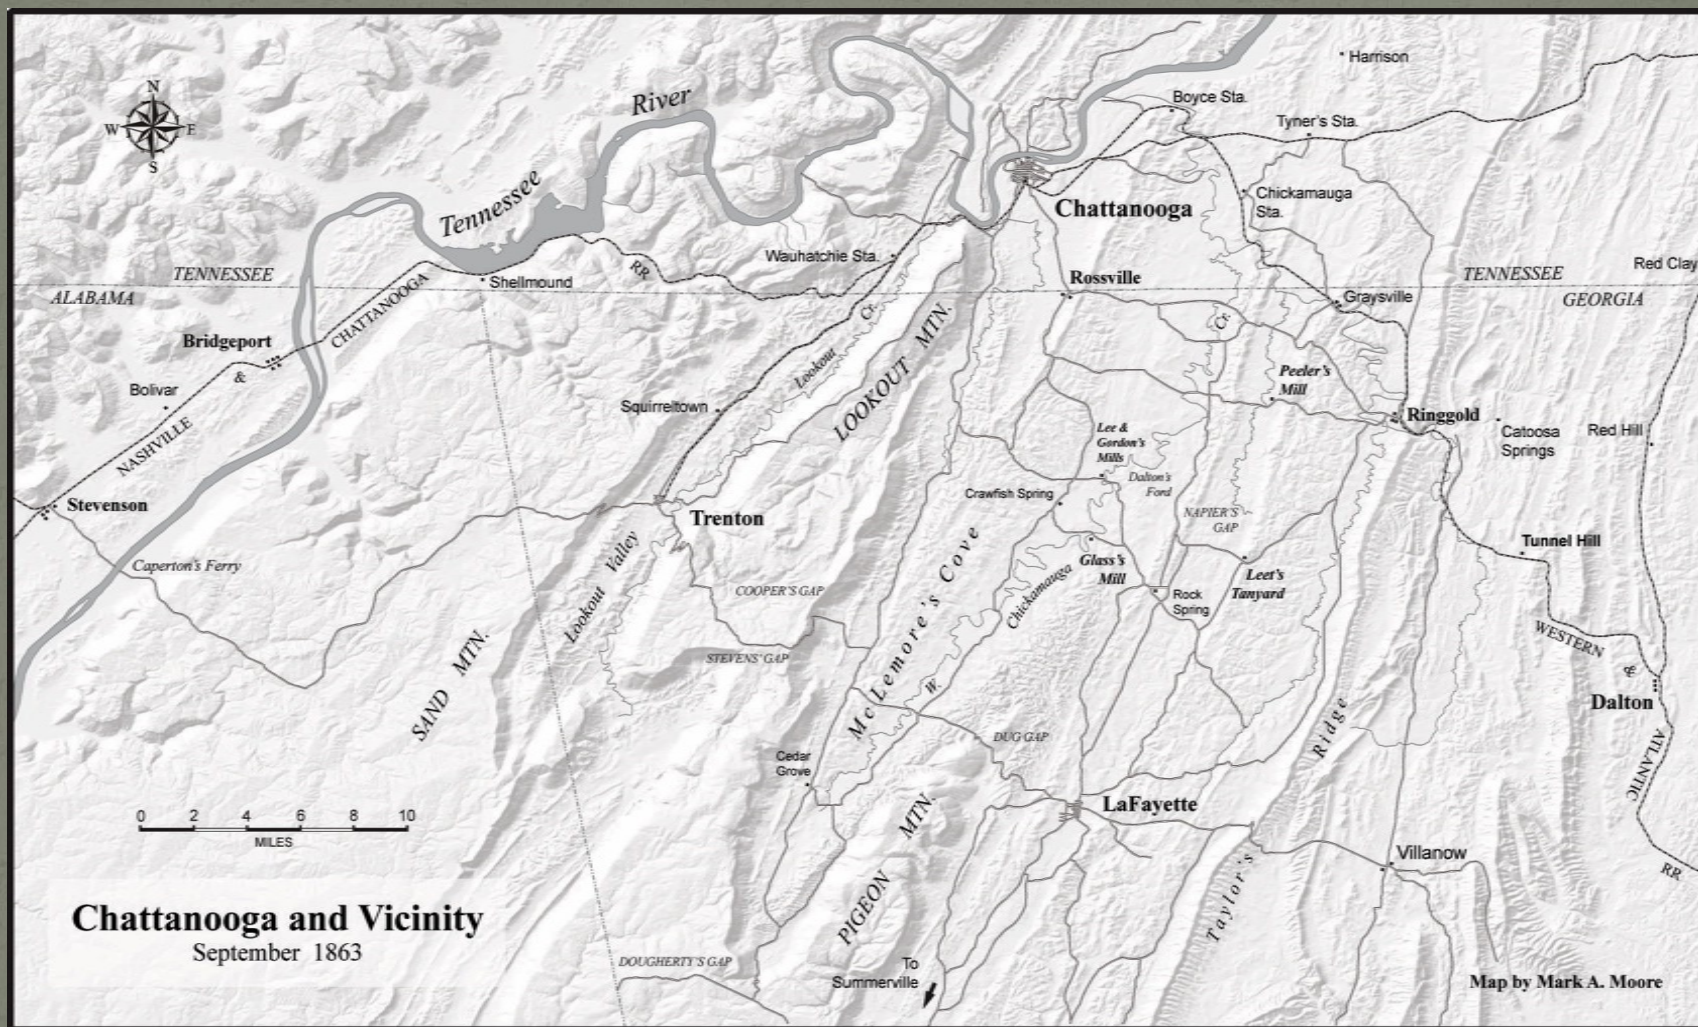 N
W
E
S
Tennessee
River
Harrison
Boyce Sta.
Tyner's Sta.
Chickamauga
Sta.
Chattanooga
Wauhatchie Sta.
Rossville
TENNESSEE
ALABAMA
TENNESSEE
GEORGIA
Red Clay
Shellmound
RR
CHATTANOOGA
&
NASHVILLE
Bridgeport
Bolivar
Graysville
Cr.
Cr.
Lookout
LOOKOUT MTN.
Squirreltown
Peeler's
Mill
Ringgold
Catoosa
Springs
Red Hill
Lee &
Gordon's
Mills
Dalton's
Ford
Crawfish Spring
NAPIER'S
GAP
Stevenson
Trenton
Caperton's Ferry
Lookout Valley
COOPER'S GAP
Glass's
Mill
Leet's
Tanyard
Rock
Spring
Tunnel Hill
McLemore's Cove
Chickamauga
W.
STEVENS' GAP
SAND MTN.
WESTERN
&
ATLANTIC
RR
Dalton
DUG GAP
Cedar
Grove
Taylor's
Ridge
LaFayette
PIGEON MTN.
Villanow
0 2 4 6 8 10
MILES
Chattanooga and Vicinity
September 1863
DOUGHERTY'S GAP
To
Summerville
Map by Mark A. Moore